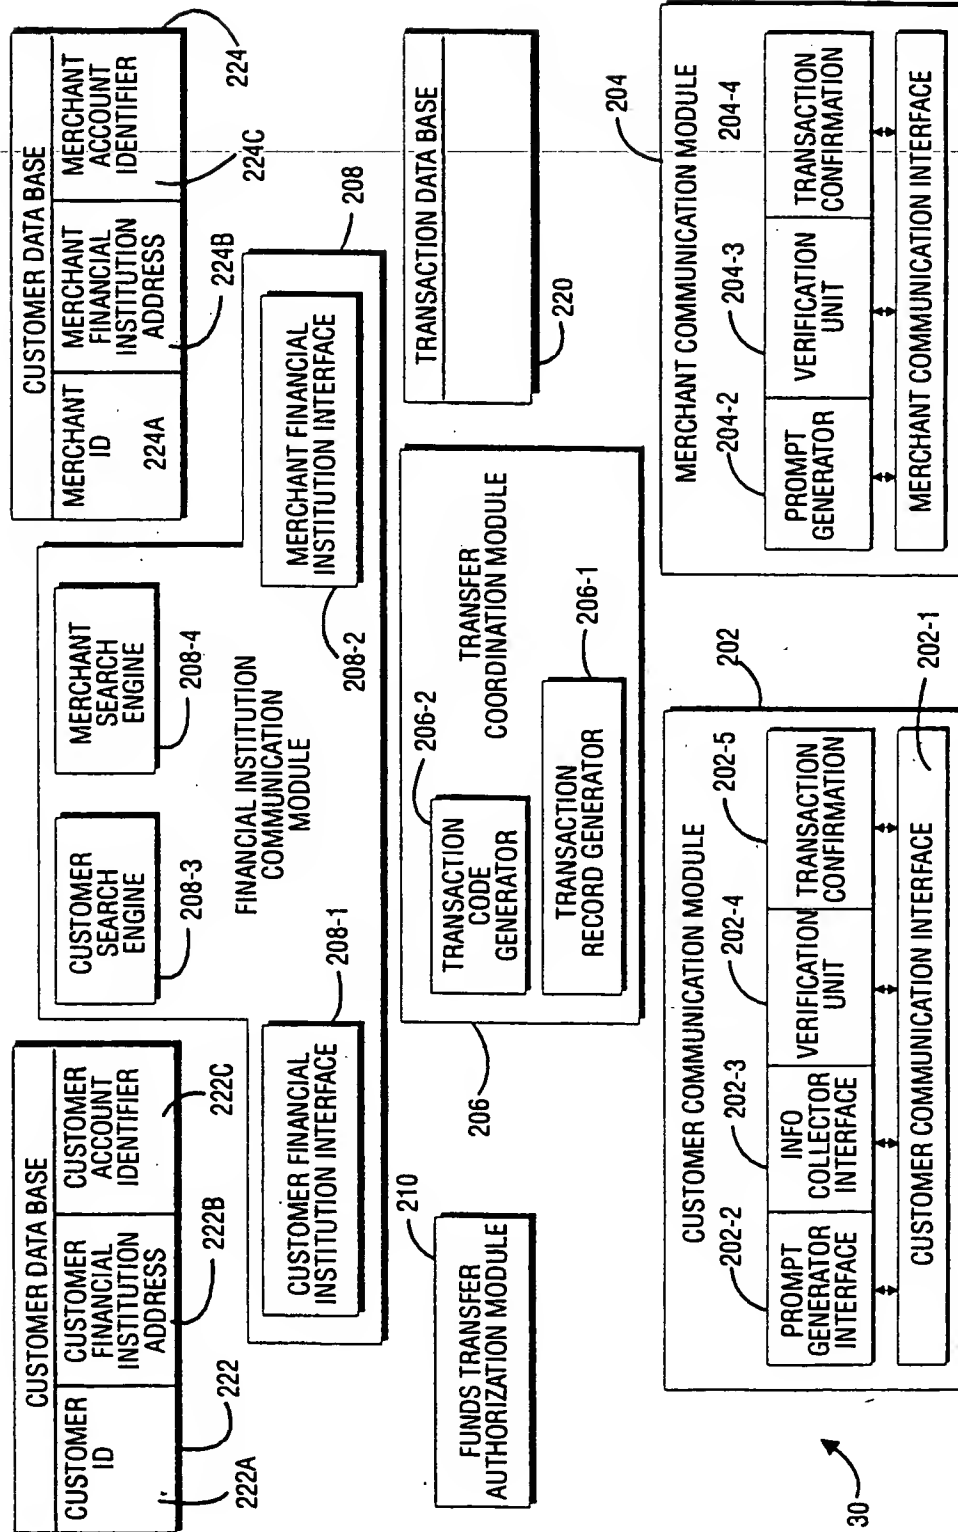 CUSTOMER DATA BASE
CUSTOMER
ID
CUSTOMER
FINANCIAL
INSTITUTION
ADDRESS
CUSTOMER
ACCOUNT
IDENTIFIER
222A
222
222B
222C
CUSTOMER
SEARCH
ENGINE
208-3
MERCHANT
SEARCH
ENGINE
208-4
FINANCIAL INSTITUTION
COMMUNICATION
MODULE
208-1
CUSTOMER FINANCIAL
INSTITUTION INTERFACE
208-2
MERCHANT FINANCIAL
INSTITUTION INTERFACE
208
CUSTOMER DATA BASE
MERCHANT
ID
MERCHANT
FINANCIAL
INSTITUTION
ADDRESS
MERCHANT
ACCOUNT
IDENTIFIER
224A
224B
224C
224
210
FUNDS TRANSFER
AUTHORIZATION MODULE
206
206-2
TRANSACTION
CODE
GENERATOR
TRANSFER
COORDINATION MODULE
TRANSACTION
RECORD GENERATOR
206-1
TRANSACTION DATA BASE
220
30
CUSTOMER COMMUNICATION MODULE
202
202-2
202-3
202-4
202-5
PROMPT
GENERATOR
INTERFACE
INFO
COLLECTOR
INTERFACE
VERIFICATION
UNIT
TRANSACTION
CONFIRMATION
CUSTOMER COMMUNICATION INTERFACE
202-1
MERCHANT COMMUNICATION MODULE
204
204-2
204-3
204-4
PROMPT
GENERATOR
VERIFICATION
UNIT
TRANSACTION
CONFIRMATION
MERCHANT COMMUNICATION INTERFACE